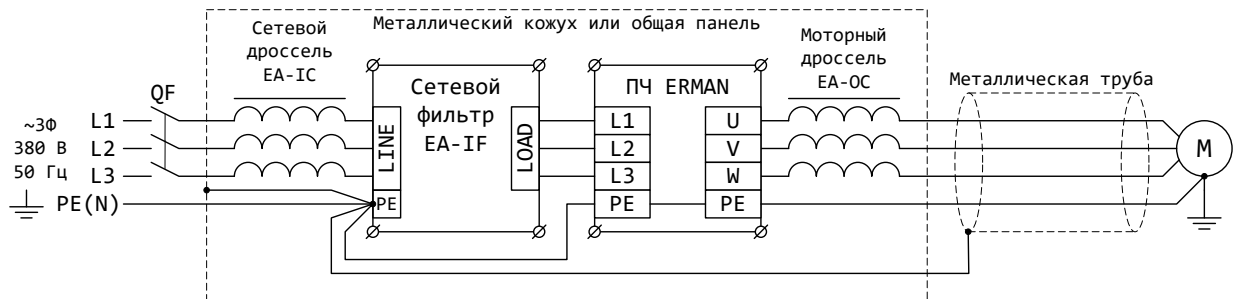 Металлический кожух или общая панель
Сетевой
дроссель
EA-IC
Моторный
дроссель
EA-OC
Металлическая труба
QF
Сетевой
фильтр
EA-IF
ПЧ ERMAN
~3Ф
380 В
50 Гц
L1
L2
L3
PE(N)
LINE
PE
LOAD
L1
L2
L3
PE
U
V
W
PE
M